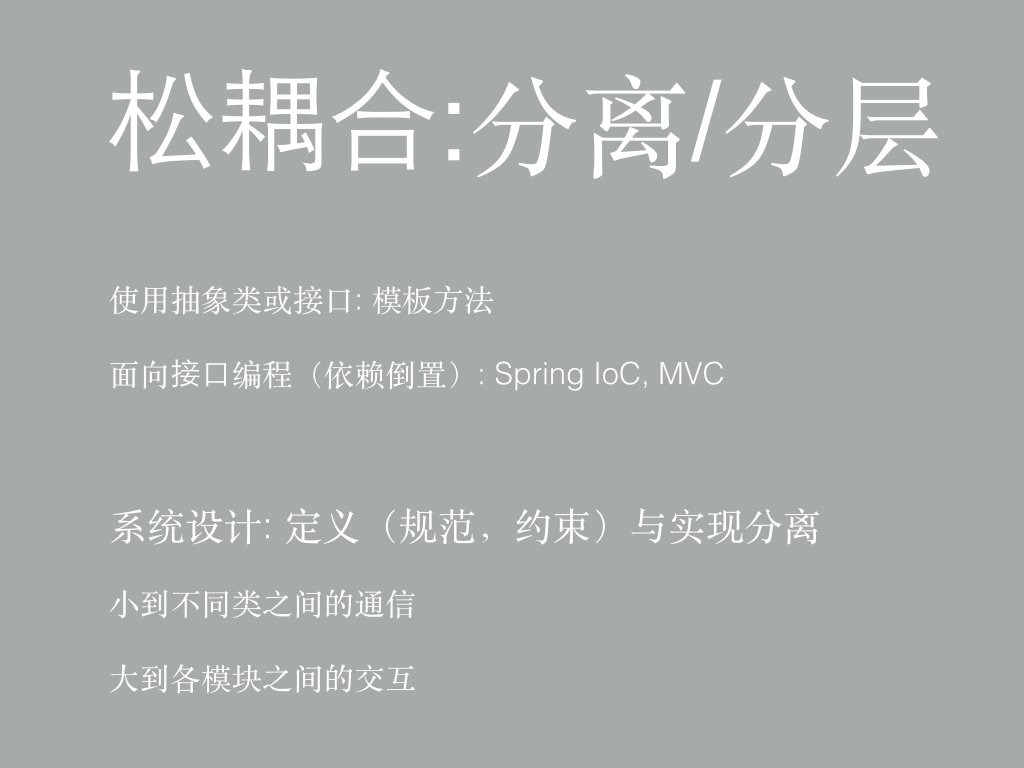 松耦合:分离/分层
使用抽象类或接口: 模板方法
面向接口编程（依赖倒置）: Spring IoC, MVC
系统设计: 定义（规范，约束）与实现分离
小到不同类之间的通信
大到各模块之间的交互